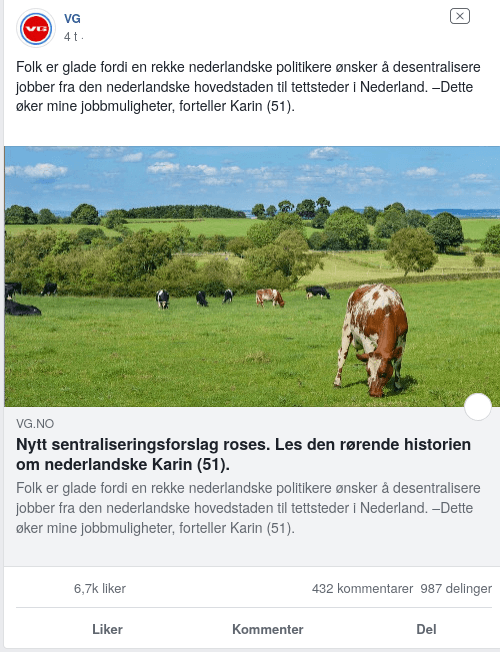 VG
VG
4 t ·
Folk er glade fordi en rekke nederlandske politikere ønsker å desentralisere
jobber fra den nederlandske hovedstaden til tettsteder i Nederland. –Dette
øker mine jobbmuligheter, forteller Karin (51).
VG.NO
Nytt sentraliseringsforslag roses. Les den rørende historien
om nederlandske Karin (51).
Folk er glade fordi en rekke nederlandske politikere ønsker å desentralisere
jobber fra den nederlandske hovedstaden til tettsteder i Nederland. –Dette
øker mine jobbmuligheter, forteller Karin (51).
6,7k liker 432 kommentarer 987 delinger
Liker Kommenter Del